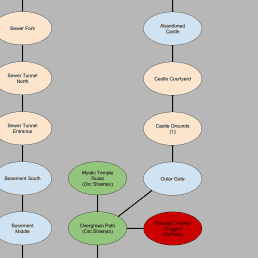 Sewer Fork
Abandoned
Castle
Sewer Tunnel
North
Castle Courtyard
Sewer Tunnel
Entrance
Castle Grounds
(1)
Basement South
Mystic Temple
Ruins
(Orc Shaman)
Outer Gate
Basement
Middle
Overgrown Path
(Orc Shaman)